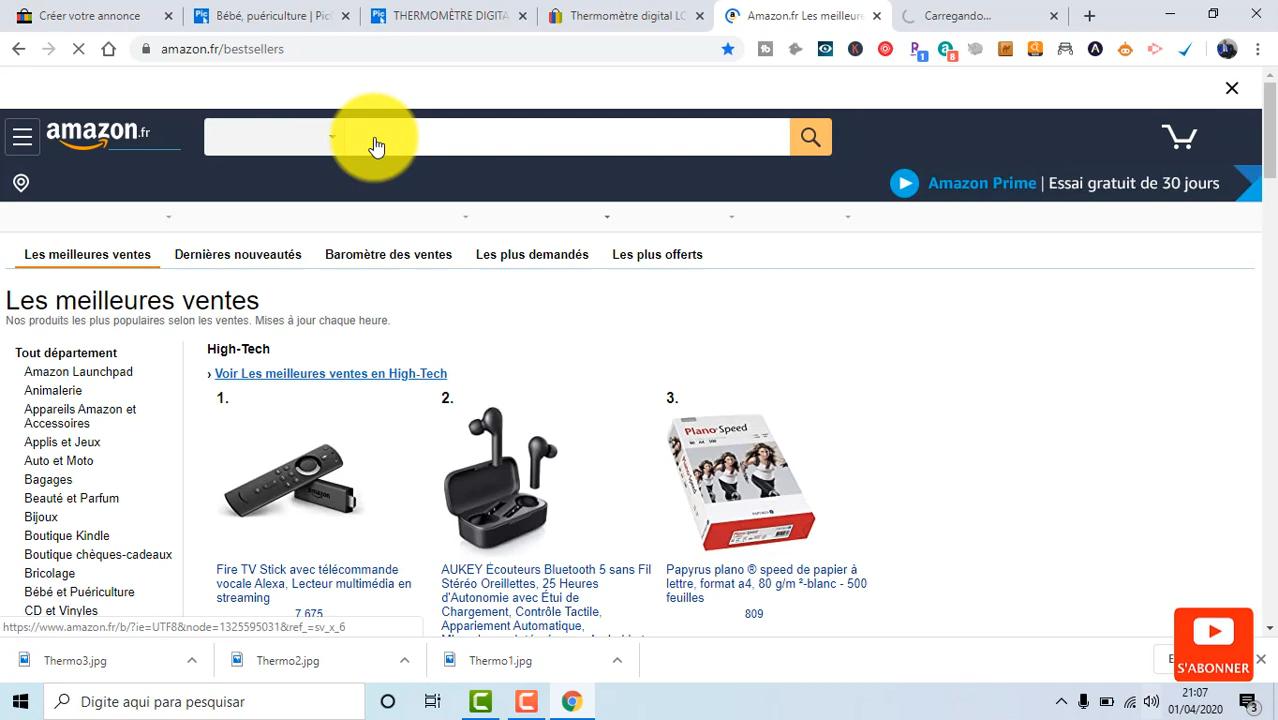 Créer votre annonce
Bébé, puériculture | Pic
THERMOMÈTRE DIGITA
Thermomètre digital LC
Amazon.fr Les meilleur
Carregando...
amazon.fr/bestsellers
1
8
amazon.fr
Amazon Prime | Essai gratuit de 30 jours
Les meilleures ventes
Dernières nouveautés
Baromètre des ventes
Les plus demandés
Les plus offerts
Les meilleures ventes
Nos produits les plus populaires selon les ventes. Mises à jour chaque heure.
Tout département
Amazon Launchpad
Animalerie
Appareils Amazon et
Accessoires
Applis et Jeux
Auto et Moto
Bagages
Beauté et Parfum
Bijoux
Boutique Kindle
Boutique chèques-cadeaux
Bricolage
Bébé et Puériculture
CD et Vinyles
High-Tech
› Voir Les meilleures ventes en High-Tech
1.
2.
3.
amazon
Plano Speed
Fire TV Stick avec télécommande
vocale Alexa, Lecteur multimédia en
streaming
7 675
AUKEY Écouteurs Bluetooth 5 sans Fil
Stéréo Oreillettes, 25 Heures
d'Autonomie avec Étui de
Chargement, Contrôle Tactile,
Appariement Automatique,
Papyrus plano ® speed de papier à
lettre, format a4, 80 g/m ²-blanc - 500
feuilles
809
https://www.amazon.fr/b/?ie=UTF8&node=1325595031&ref_=sv_x_6
Thermo3.jpg
Thermo2.jpg
Thermo1.jpg
S'ABONNER
Digite aqui para pesquisar
21:07
01/04/2020
3